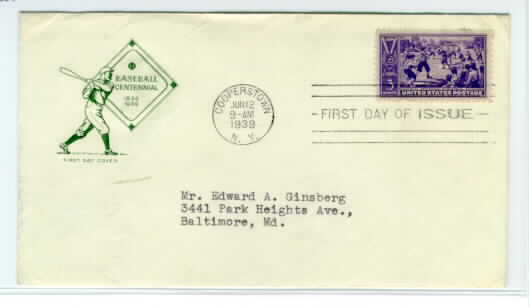 BASEBALL
CENTENNIAL
1839
1939
FIRST DAY COVER
COOPERSTOWN
JUN 12
9-AM
1939
N. Y.
3
UNITED STATES POSTAGE
FIRST DAY OF ISSUE
Mr. Edward A. Ginsberg
3441 Park Heights Ave.,
Baltimore, Md.